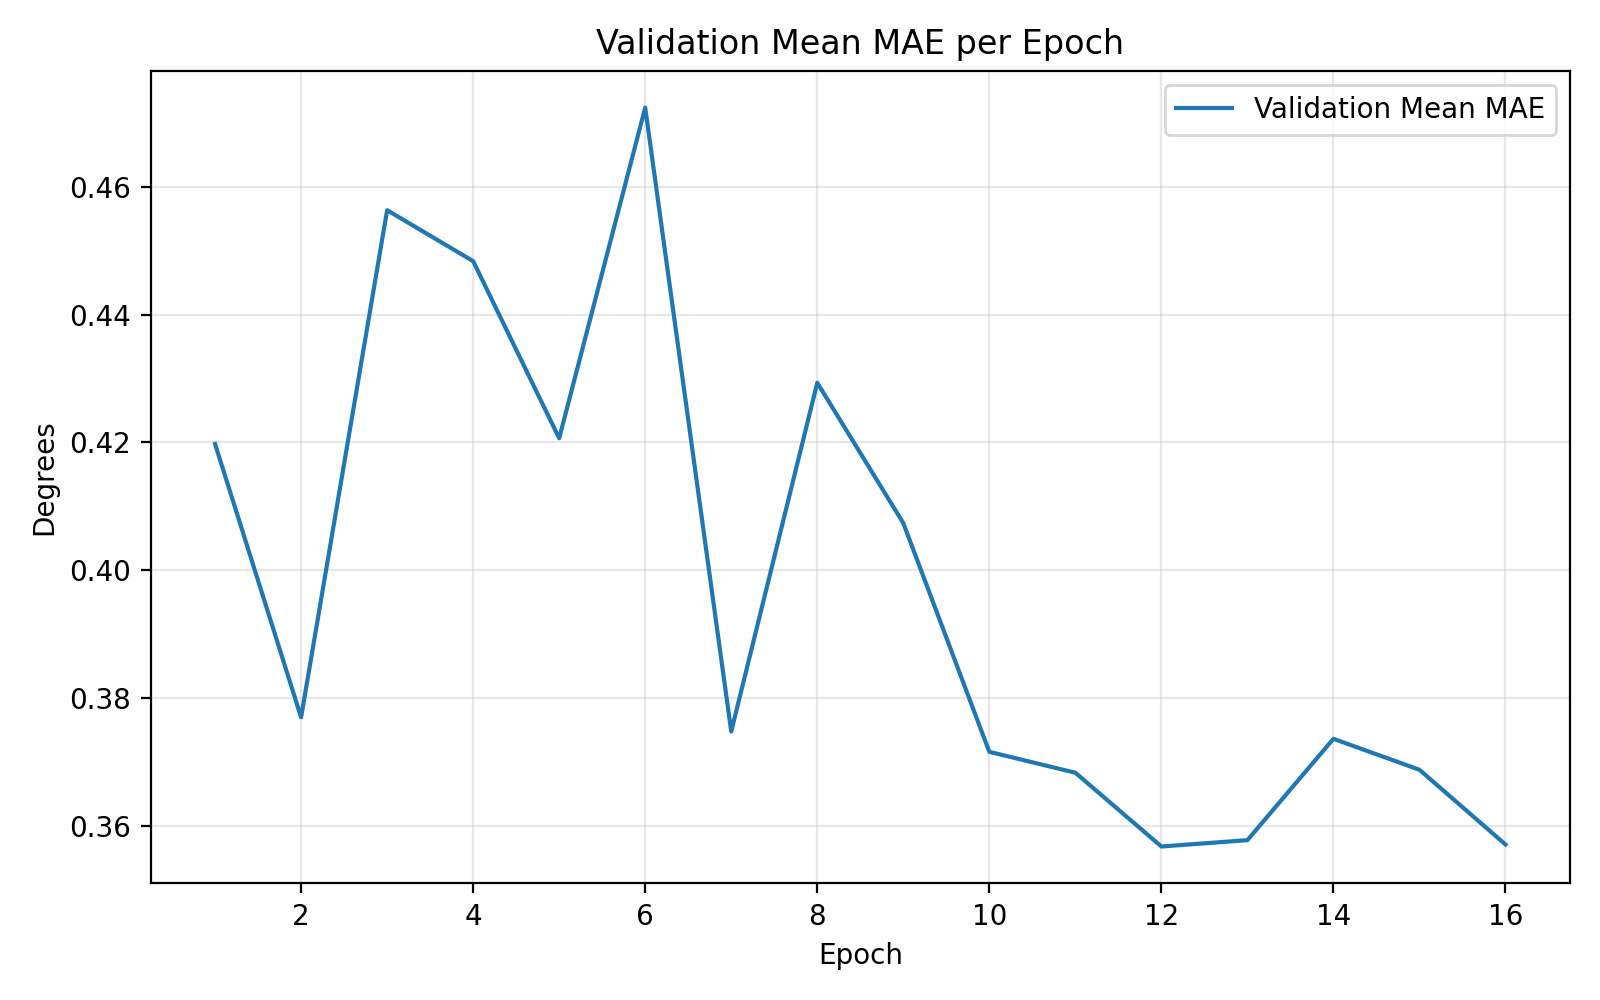 Validation Mean MAE per Epoch
Validation Mean MAE
0.46
0.44
0.42
0.40
0.38
0.36
Degrees
2 4 6 8 10 12 14 16
Epoch